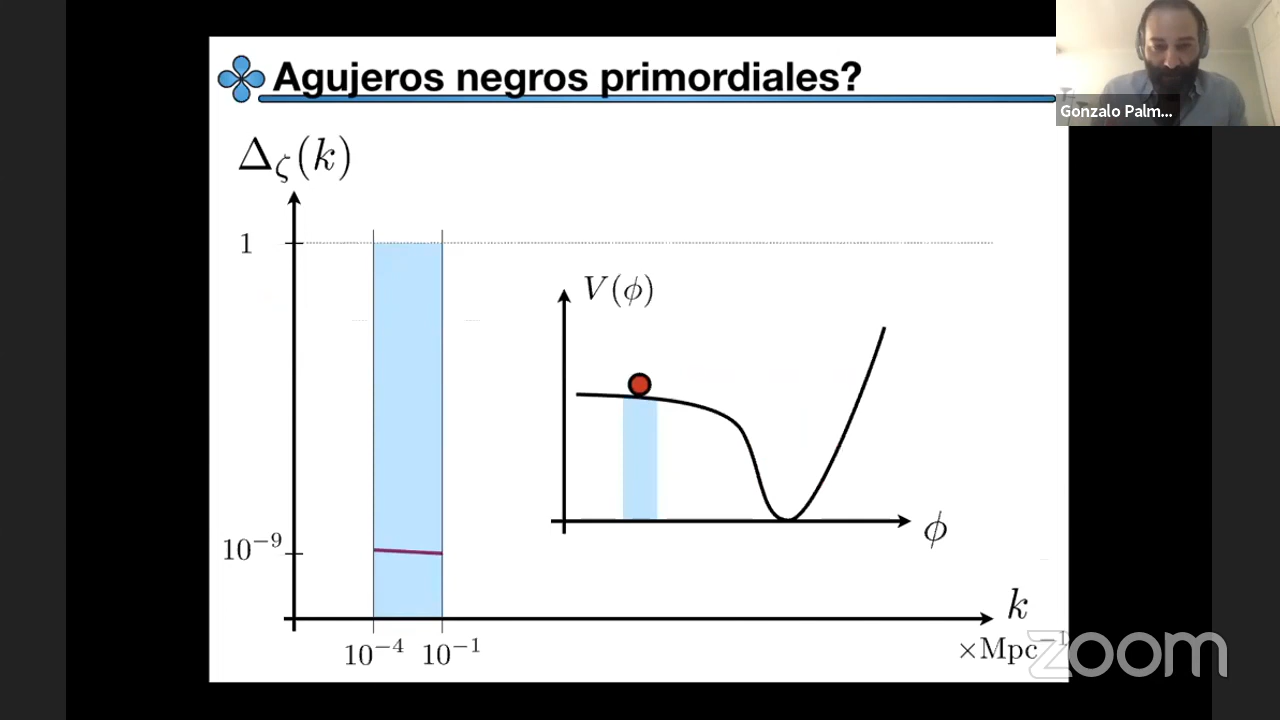 Agujeros negros primordiales?
Gonzalo Palm...
Δ_ζ(k)
1
V(ϕ)
10⁻⁹
ϕ
k
10⁻⁴ 10⁻¹
×Mpc⁻¹
zoom